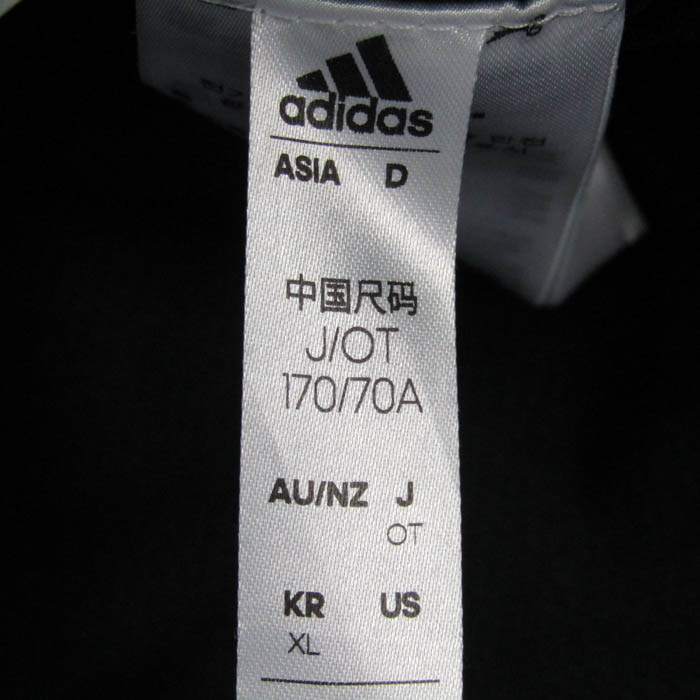 adidas
ASIA D
中国尺码
J/OT
170/70A
AU/NZ J
OT
KR US
XL